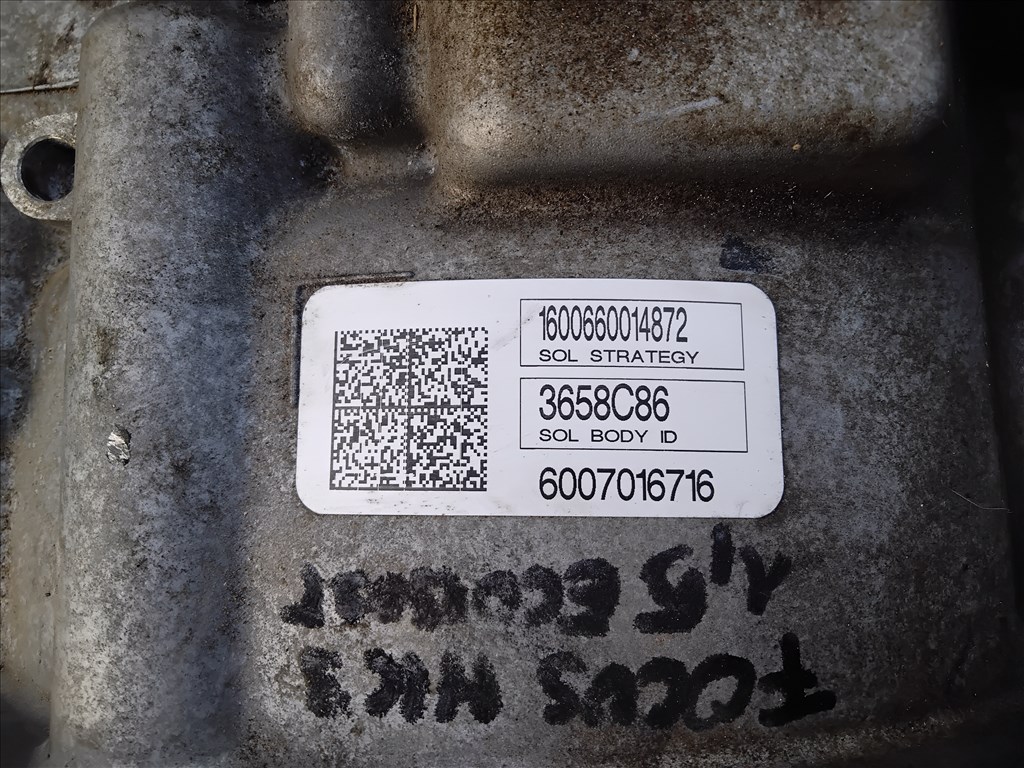 1600660014872
SOL STRATEGY
3658C86
SOL BODY ID
6007016716
FOCUS MK3
1,5 ECOBOOST